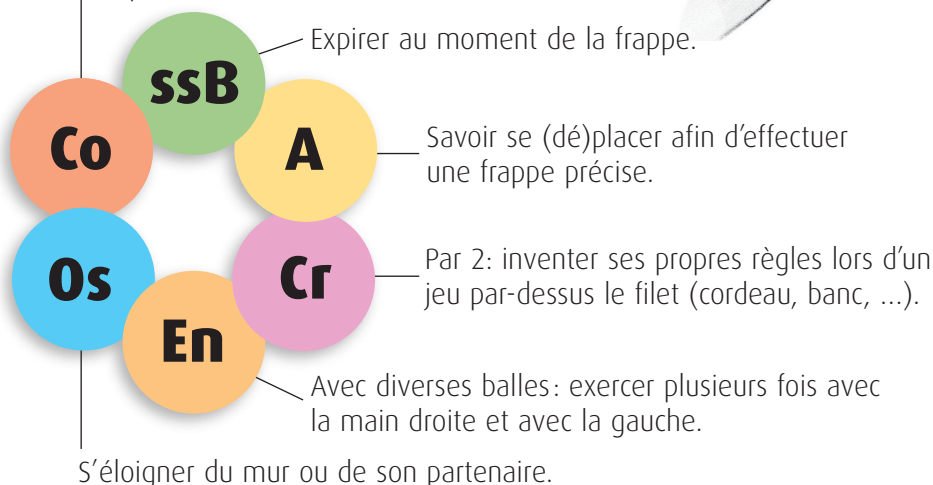 Expirer au moment de la frappe.
ssB
Co
A
Savoir se (dé)placer afin d'effectuer
une frappe précise.
Os
Cr
Par 2: inventer ses propres règles lors d'un
jeu par-dessus le filet (cordeau, banc, ...).
En
Avec diverses balles: exercer plusieurs fois avec
la main droite et avec la gauche.
S'éloigner du mur ou de son partenaire.